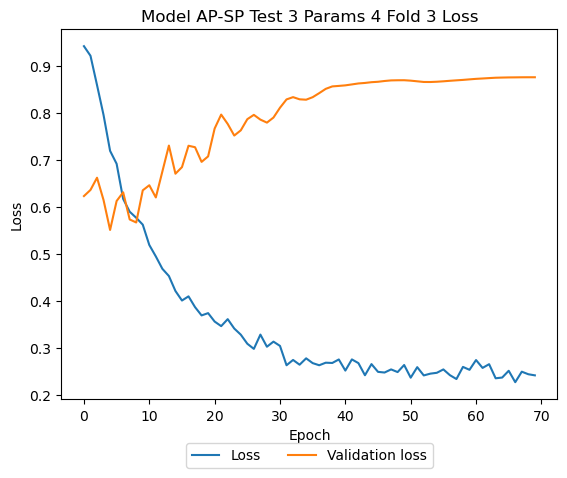 Model AP-SP Test 3 Params 4 Fold 3 Loss
0.9
0.8
0.7
0.6
0.5
0.4
0.3
0.2
Loss
0 10 20 30 40 50 60 70
Epoch
Loss Validation loss